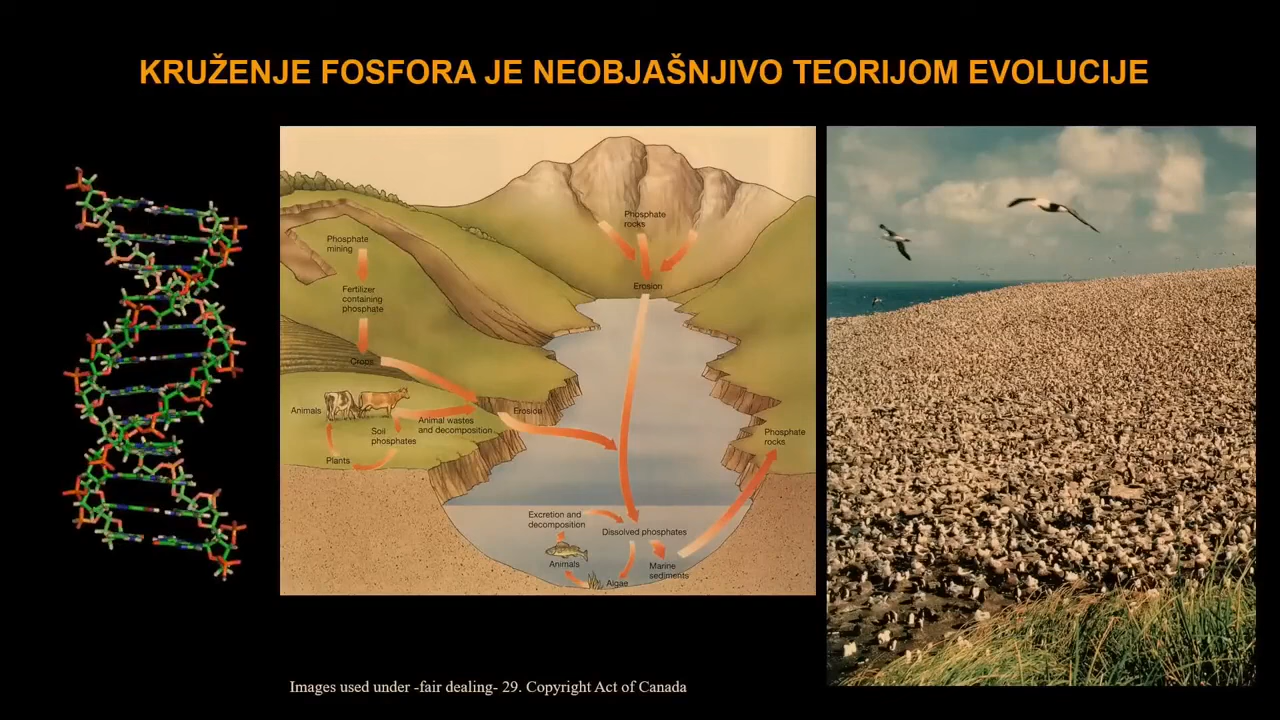 KRUŽENJE FOSFORA JE NEOBJAŠNJIVO TEORIJOM EVOLUCIJE
Phosphate
rocks
Phosphate
mining
Erosion
Fertilizer
containing
phosphate
Crops
Animals
Soil
phosphates
Animal wastes
and decomposition
Erosion
Plants
Phosphate
rocks
Excretion and
decomposition
Dissolved phosphates
Animals
Marine
sediments
Algae
Images used under -fair dealing- 29. Copyright Act of Canada